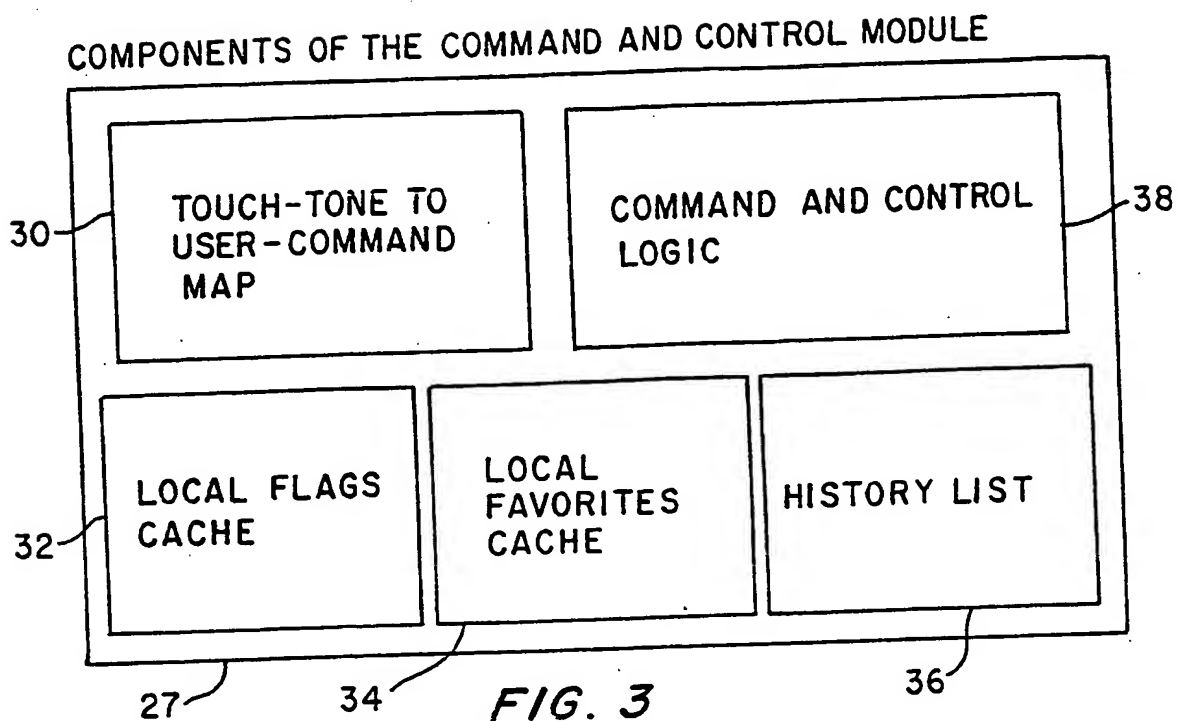 COMPONENTS OF THE COMMAND AND CONTROL MODULE
TOUCH-TONE TO
USER-COMMAND
MAP
30
COMMAND AND CONTROL
LOGIC
38
LOCAL FLAGS
CACHE
32
LOCAL
FAVORITES
CACHE
HISTORY LIST
27
34
FIG. 3
36